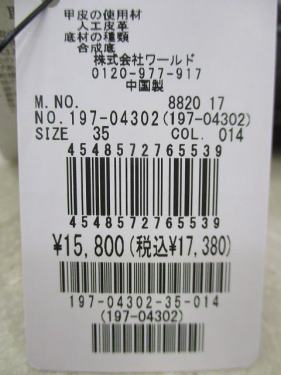 甲皮の使用材
人工皮革
底材の種類
合成底
株式会社ワールド
0120-977-917
中国製
M.NO. 8820 17
NO.197-04302(197-04302)
SIZE 35 COL. 014
4548572765539
4548572765539
¥15,800(税込¥17,380)
197-04302-35-014
(197-04302)